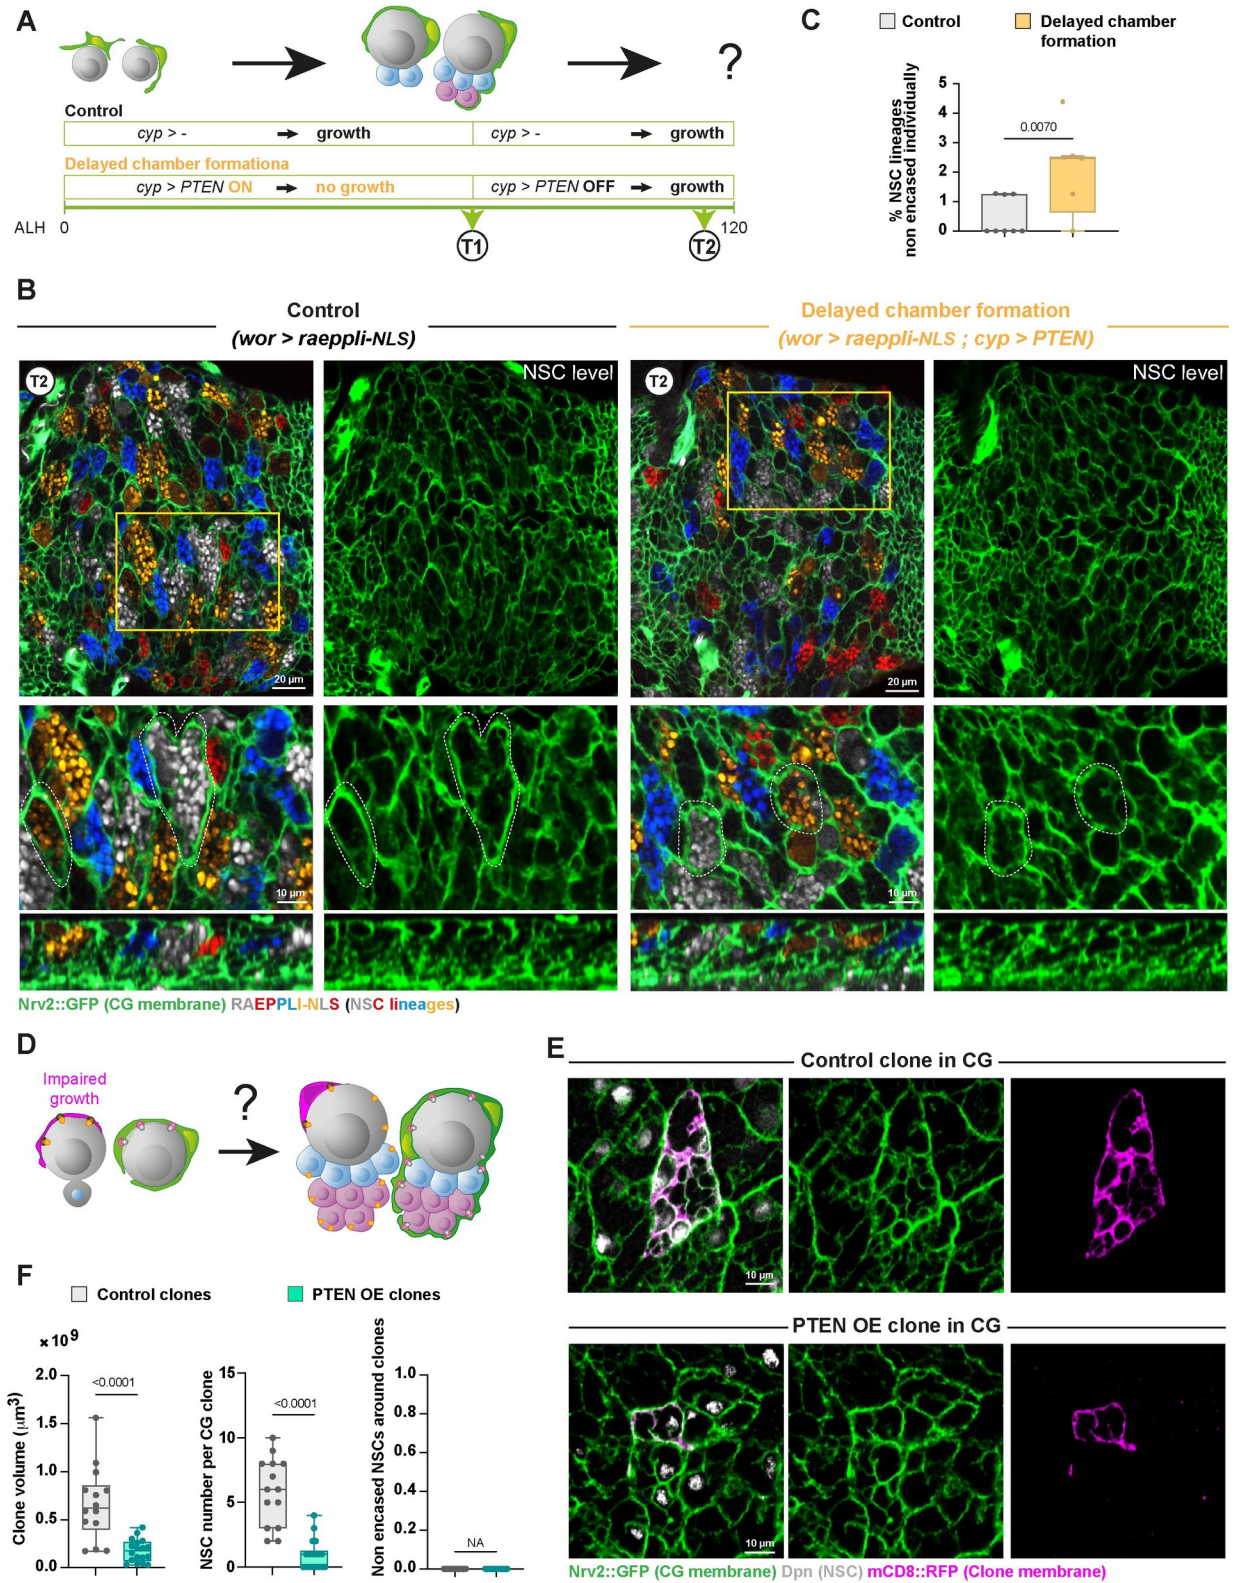 A
Control
cyp > - → growth cyp > - → growth
Delayed chamber formationa
cyp > PTEN ON → no growth cyp > PTEN OFF → growth
ALH 0 120
T1 T2
?
C
Control Delayed chamber
formation
% NSC lineages
non encased individually
5
4
3
2
1
0
0.0070
B
Control
(wor > raeppli-NLS)
Delayed chamber formation
(wor > raeppli-NLS ; cyp > PTEN)
T2 NSC level T2 NSC level
20 µm 20 µm
10 µm 10 µm
Nrv2::GFP (CG membrane) RAEPPLI-NLS (NSC lineages)
D
Impaired
growth
?
E
Control clone in CG
10 µm
PTEN OE clone in CG
10 µm
Nrv2::GFP (CG membrane) Dpn (NSC) mCD8::RFP (Clone membrane)
F
Control clones PTEN OE clones
× 10⁹
Clone volume (µm³)
2.0
1.5
1.0
0.5
0.0
<0.0001
NSC number per CG clone
15
10
5
0
<0.0001
Non encased NSCs around clones
1.0
0.8
0.6
0.4
0.2
0.0
NA